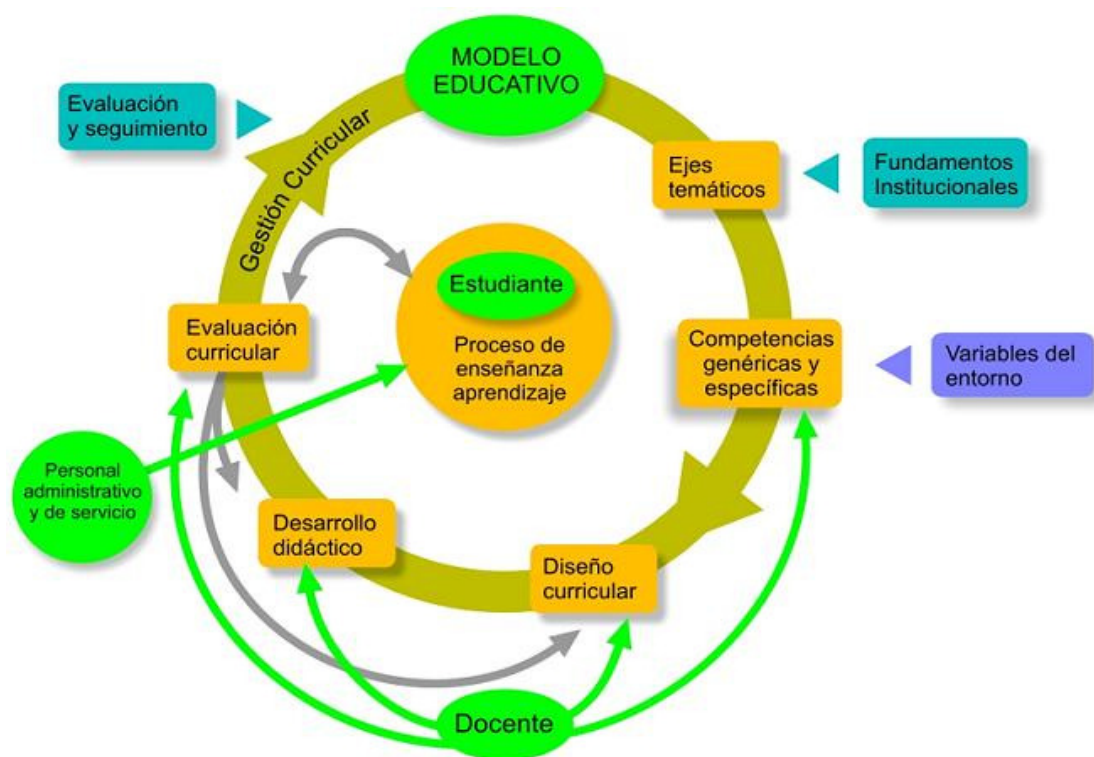 MODELO
EDUCATIVO
Evaluación
y seguimiento
Gestión Curricular
Ejes
temáticos
Fundamentos
Institucionales
Estudiante
Proceso de
enseñanza
aprendizaje
Evaluación
curricular
Competencias
genéricas y
específicas
Variables del
entorno
Personal
administrativo
y de servicio
Desarrollo
didáctico
Diseño
curricular
Docente